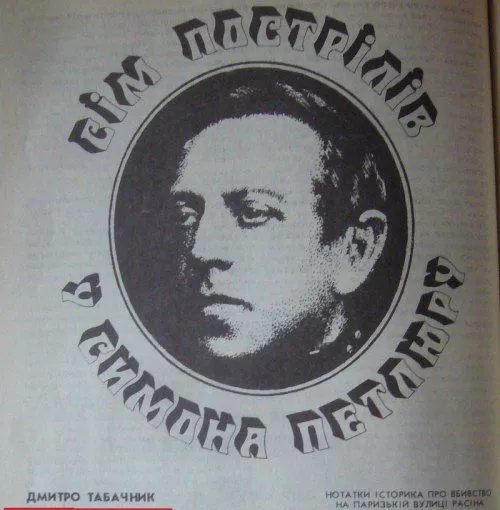 СІМ ПОСТРІЛІВ
У СИМОНА ПЕТЛЮРУ
ДМИТРО ТАБАЧНИК
НОТАТКИ ІСТОРИКА ПРО ВБИВСТВО
НА ПАРИЗЬКІЙ ВУЛИЦІ РАСІНА